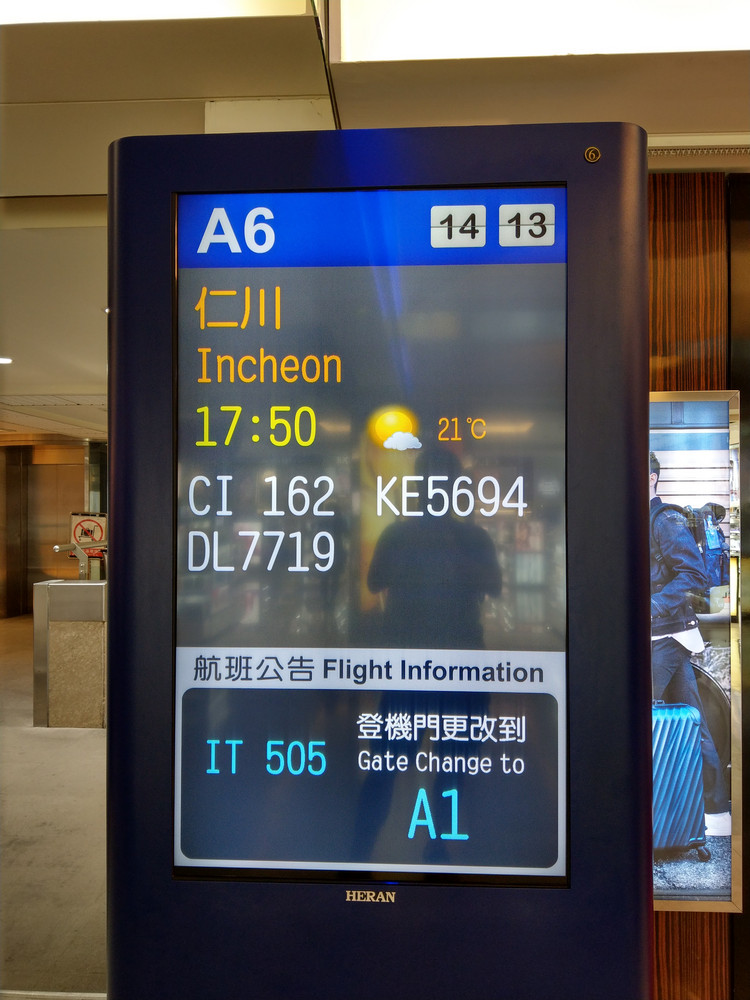 6
A6 14 13
仁川
Incheon
17:50 21℃
CI 162 KE5694
DL7719
航班公告 Flight Information
登機門更改到
IT 505 Gate Change to
A1
HERAN